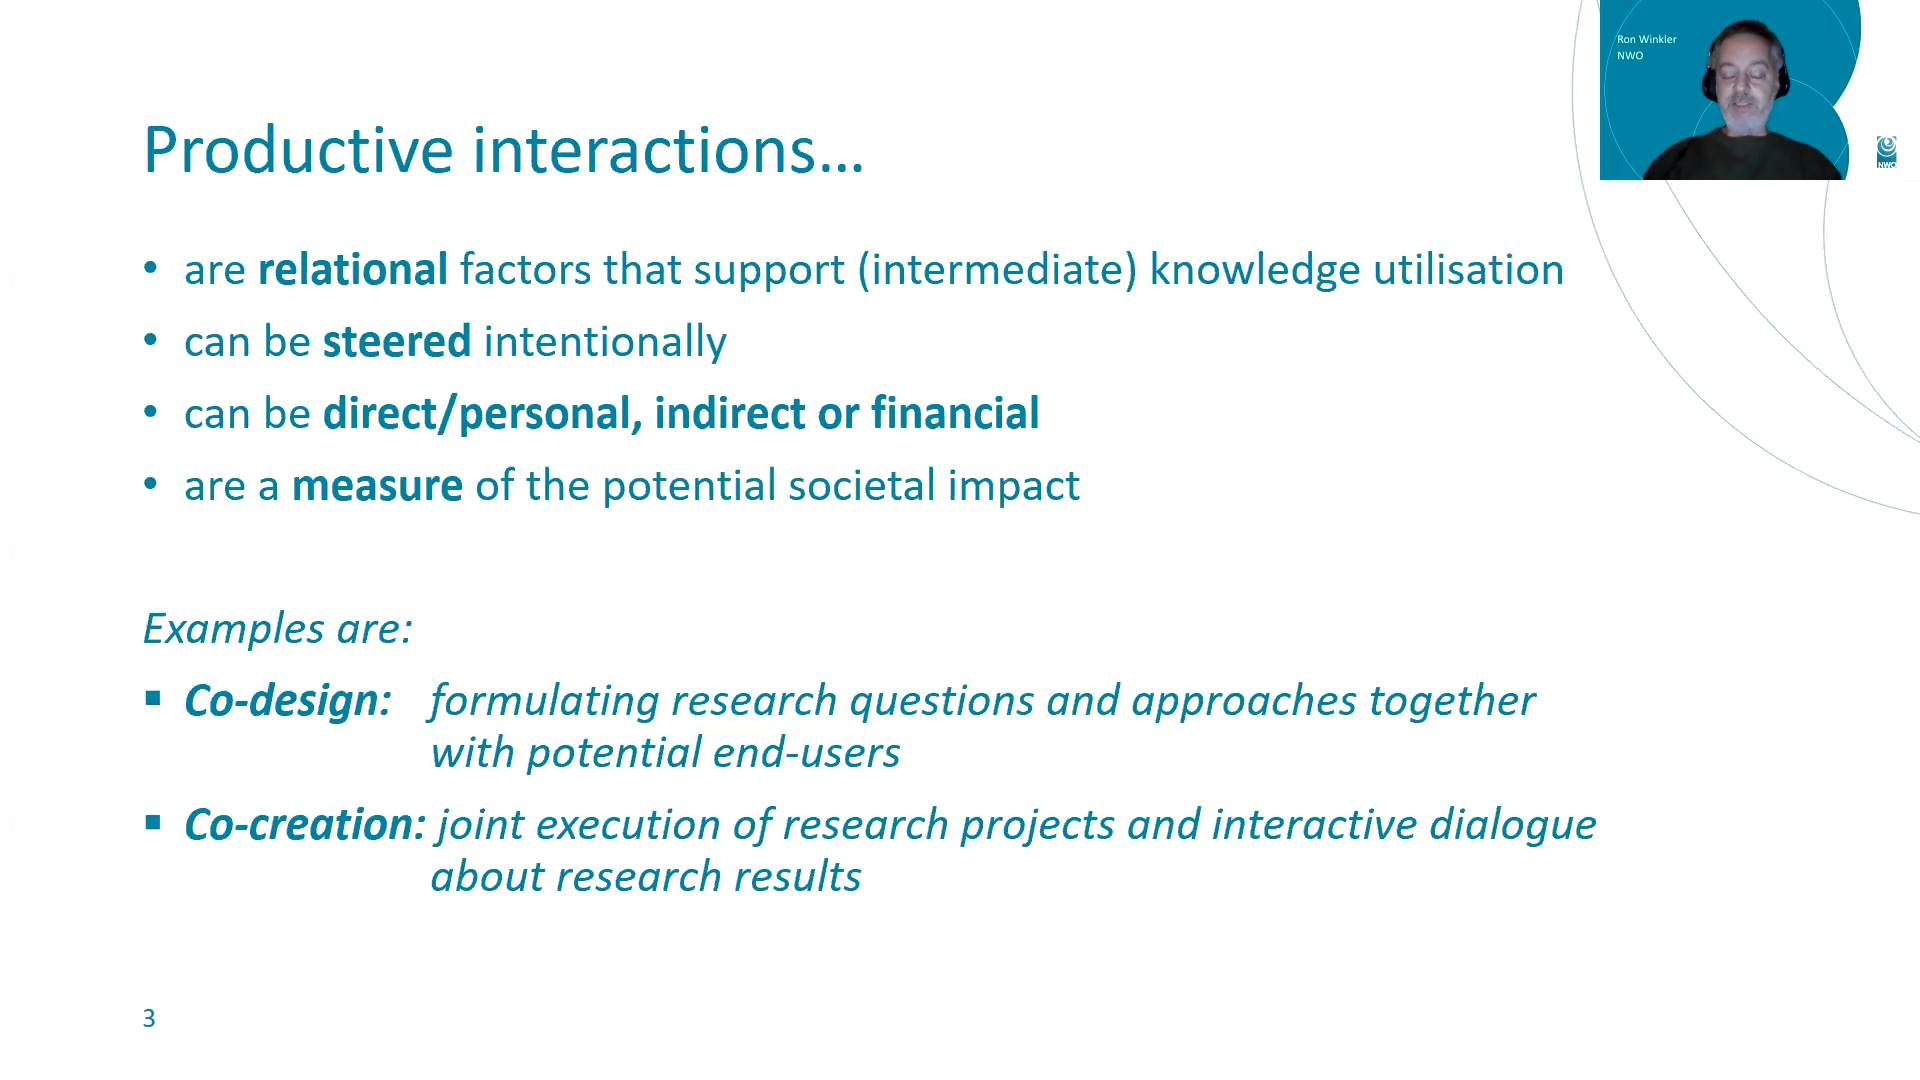 Ron Winkler
NWO
NWO
Productive interactions...
• are relational factors that support (intermediate) knowledge utilisation
• can be steered intentionally
• can be direct/personal, indirect or financial
• are a measure of the potential societal impact
Examples are:
▪ Co-design: formulating research questions and approaches together
with potential end-users
▪ Co-creation: joint execution of research projects and interactive dialogue
about research results
3